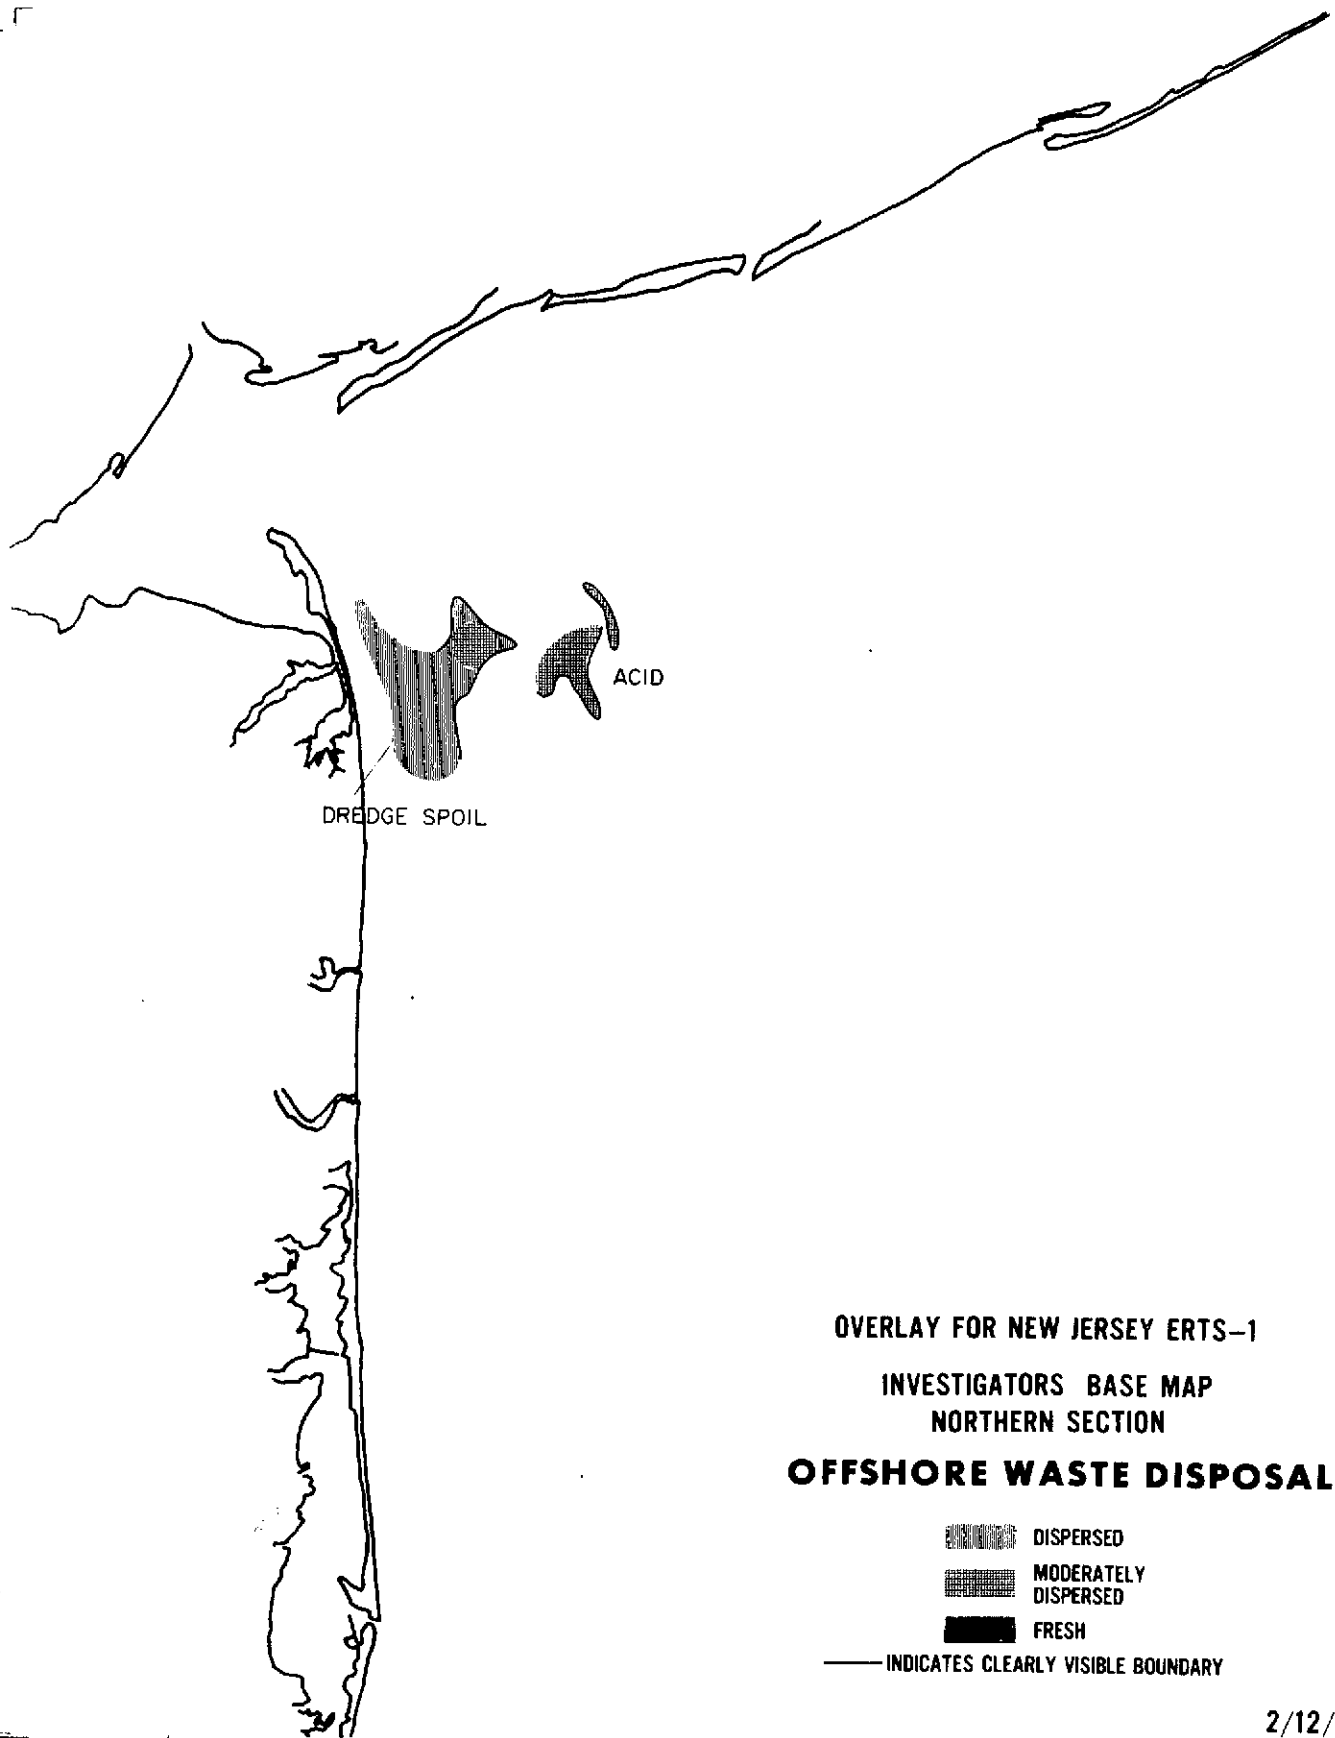 ACID
DREDGE SPOIL
OVERLAY FOR NEW JERSEY ERTS-1
INVESTIGATORS BASE MAP
NORTHERN SECTION
OFFSHORE WASTE DISPOSAL
DISPERSED
MODERATELY
DISPERSED
FRESH
INDICATES CLEARLY VISIBLE BOUNDARY
2/12/